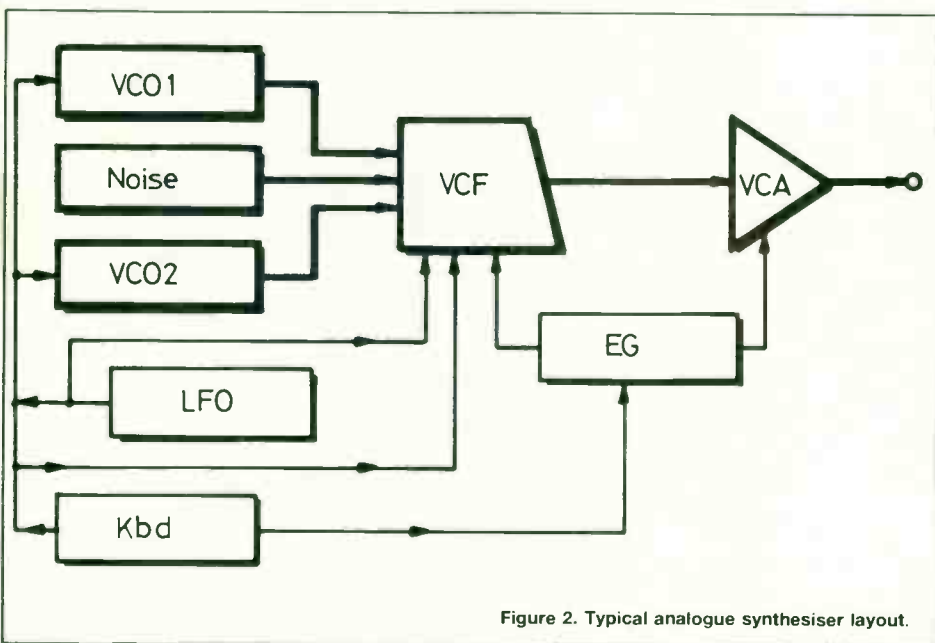 VCO1
Noise
VCO2
LFO
Kbd
VCF
EG
VCA
Figure 2. Typical analogue synthesiser layout.